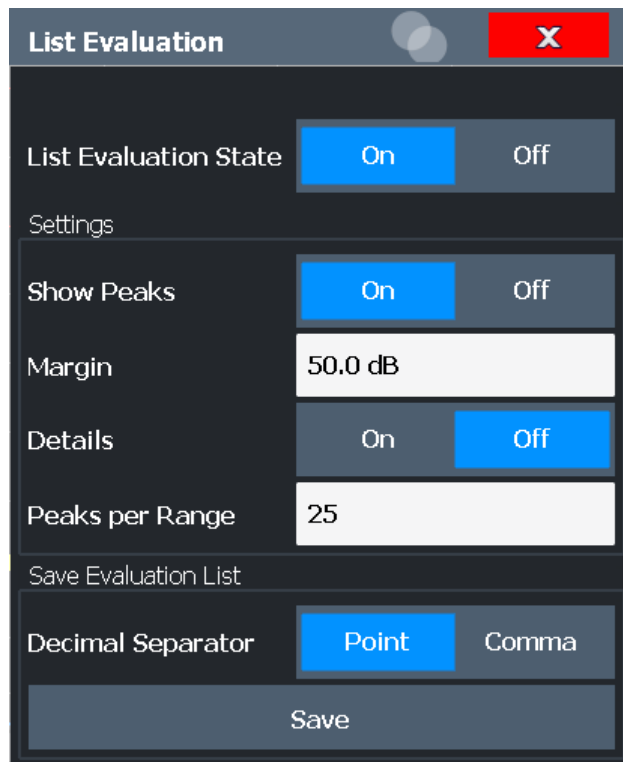 List Evaluation X
List Evaluation State On Off
Settings
Show Peaks On Off
Margin 50.0 dB
Details On Off
Peaks per Range 25
Save Evaluation List
Decimal Separator Point Comma
Save